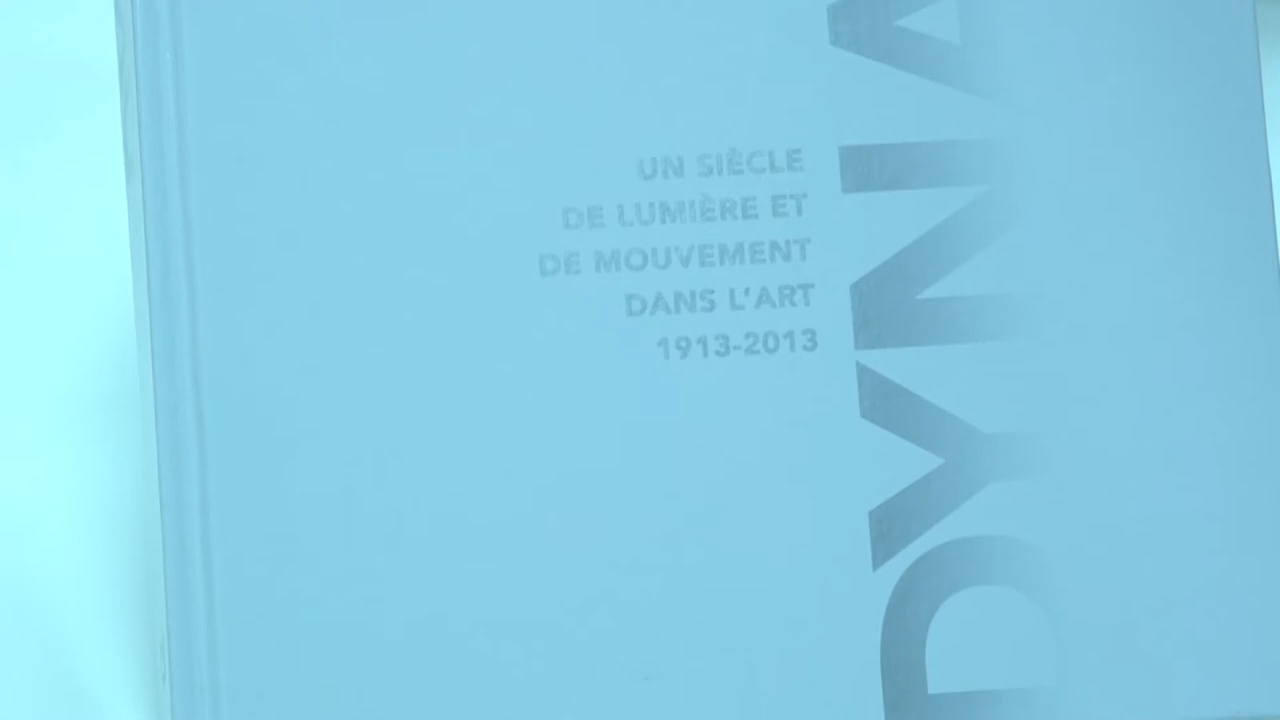 UN SIÈCLE
DE LUMIÈRE ET
DE MOUVEMENT
DANS L'ART
1913-2013
DYNA